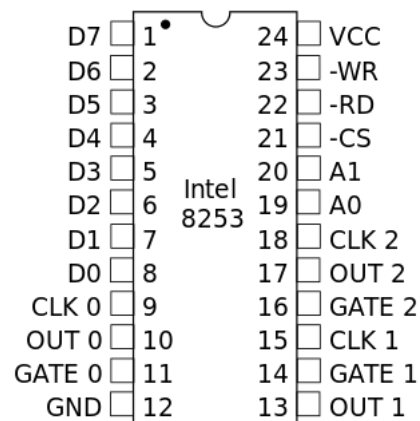 D7 1 24 VCC
D6 2 23 -WR
D5 3 22 -RD
D4 4 21 -CS
D3 5 20 A1
Intel
D2 6 19 A0
8253
D1 7 18 CLK 2
D0 8 17 OUT 2
CLK 0 9 16 GATE 2
OUT 0 10 15 CLK 1
GATE 0 11 14 GATE 1
GND 12 13 OUT 1